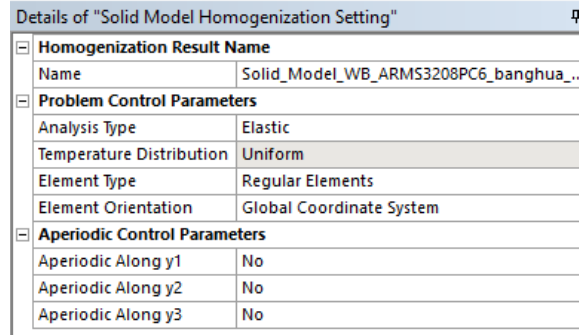 Details of "Solid Model Homogenization Setting"
Homogenization Result Name
Name Solid_Model_WB_ARMS3208PC6_banghua_...
Problem Control Parameters
Analysis Type Elastic
Temperature Distribution Uniform
Element Type Regular Elements
Element Orientation Global Coordinate System
Aperiodic Control Parameters
Aperiodic Along y1 No
Aperiodic Along y2 No
Aperiodic Along y3 No